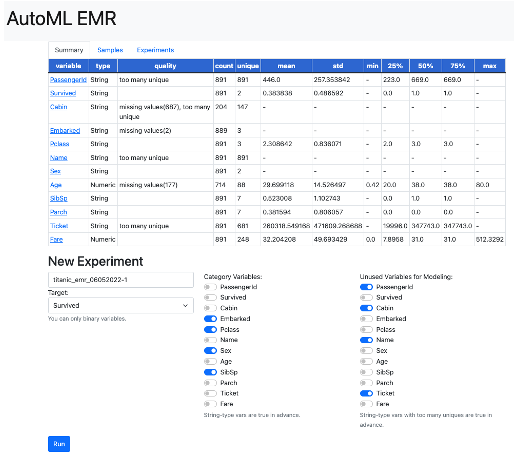 AutoML EMR
Summary Samples Experiments
variable type quality count unique mean std min 25% 50% 75% max
PassengerId String too many unique 891 891 446.0 257.353842 - 223.0 669.0 669.0 -
Survived String 891 2 0.383838 0.486592 - 0.0 1.0 1.0 -
Cabin String missing values(687), too many 204 147 - - - - - - -
unique
Embarked String missing values(2) 889 3 - - - - - - -
Pclass String 891 3 2.308642 0.836071 - 2.0 3.0 3.0 -
Name String too many unique 891 891 - - - - - - -
Sex String 891 2 - - - - - - -
Age Numeric missing values(177) 714 88 29.699118 14.526497 0.42 20.0 38.0 38.0 80.0
SibSp String 891 7 0.523008 1.102743 - 0.0 1.0 1.0 -
Parch String 891 7 0.381594 0.806057 - 0.0 0.0 0.0 -
Ticket String too many unique 891 681 260318.549168 471609.268688 - 19996.0 347743.0 347743.0 -
Fare Numeric 891 248 32.204208 49.693429 0.0 7.8958 31.0 31.0 512.3292
New Experiment
titanic_emr_06052022-1
Target:
Survived
You can only binary variables.
Category Variables:
PassengerId
Survived
Cabin
Embarked
Pclass
Name
Sex
Age
SibSp
Parch
Ticket
Fare
String-type vars are true in advance.
Unused Variables for Modeling:
PassengerId
Survived
Cabin
Embarked
Pclass
Name
Sex
Age
SibSp
Parch
Ticket
Fare
String-type vars with too many uniques are true in
advance.
Run